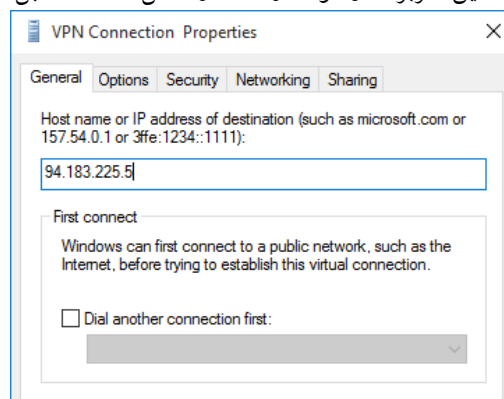 VPN Connection Properties
General Options Security Networking Sharing
Host name or IP address of destination (such as microsoft.com or
157.54.0.1 or 3ffe:1234::1111):
94.183.225.5
First connect
Windows can first connect to a public network, such as the
Internet, before trying to establish this virtual connection.
Dial another connection first: